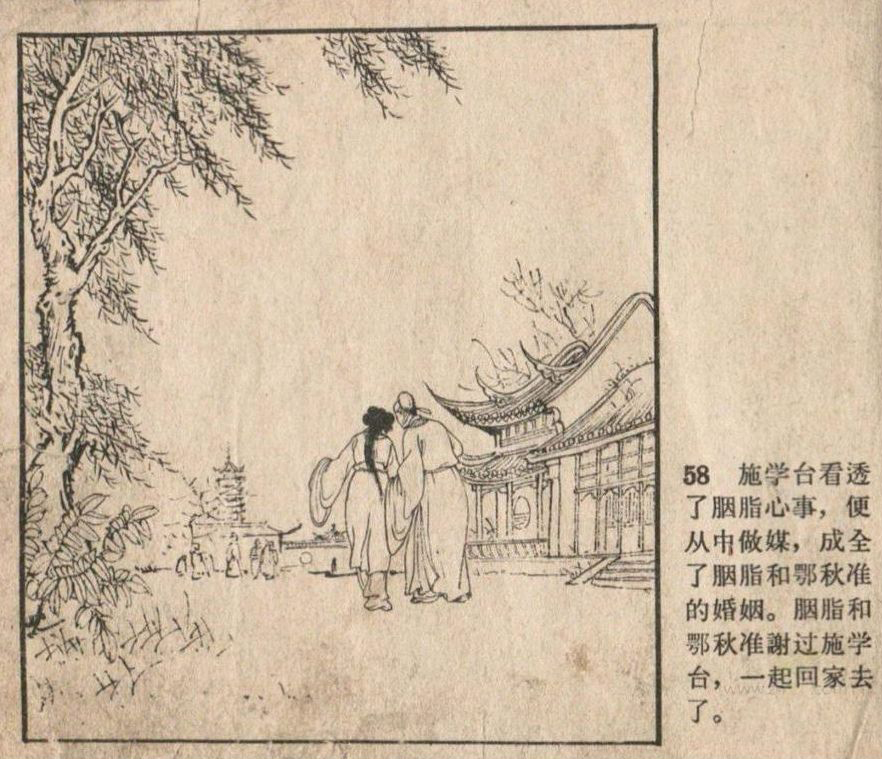 58 施学台看透
了胭脂心事，便
从中做媒，成全
了胭脂和鄂秋准
的婚姻。胭脂和
鄂秋准謝过施学
台，一起回家去
了。